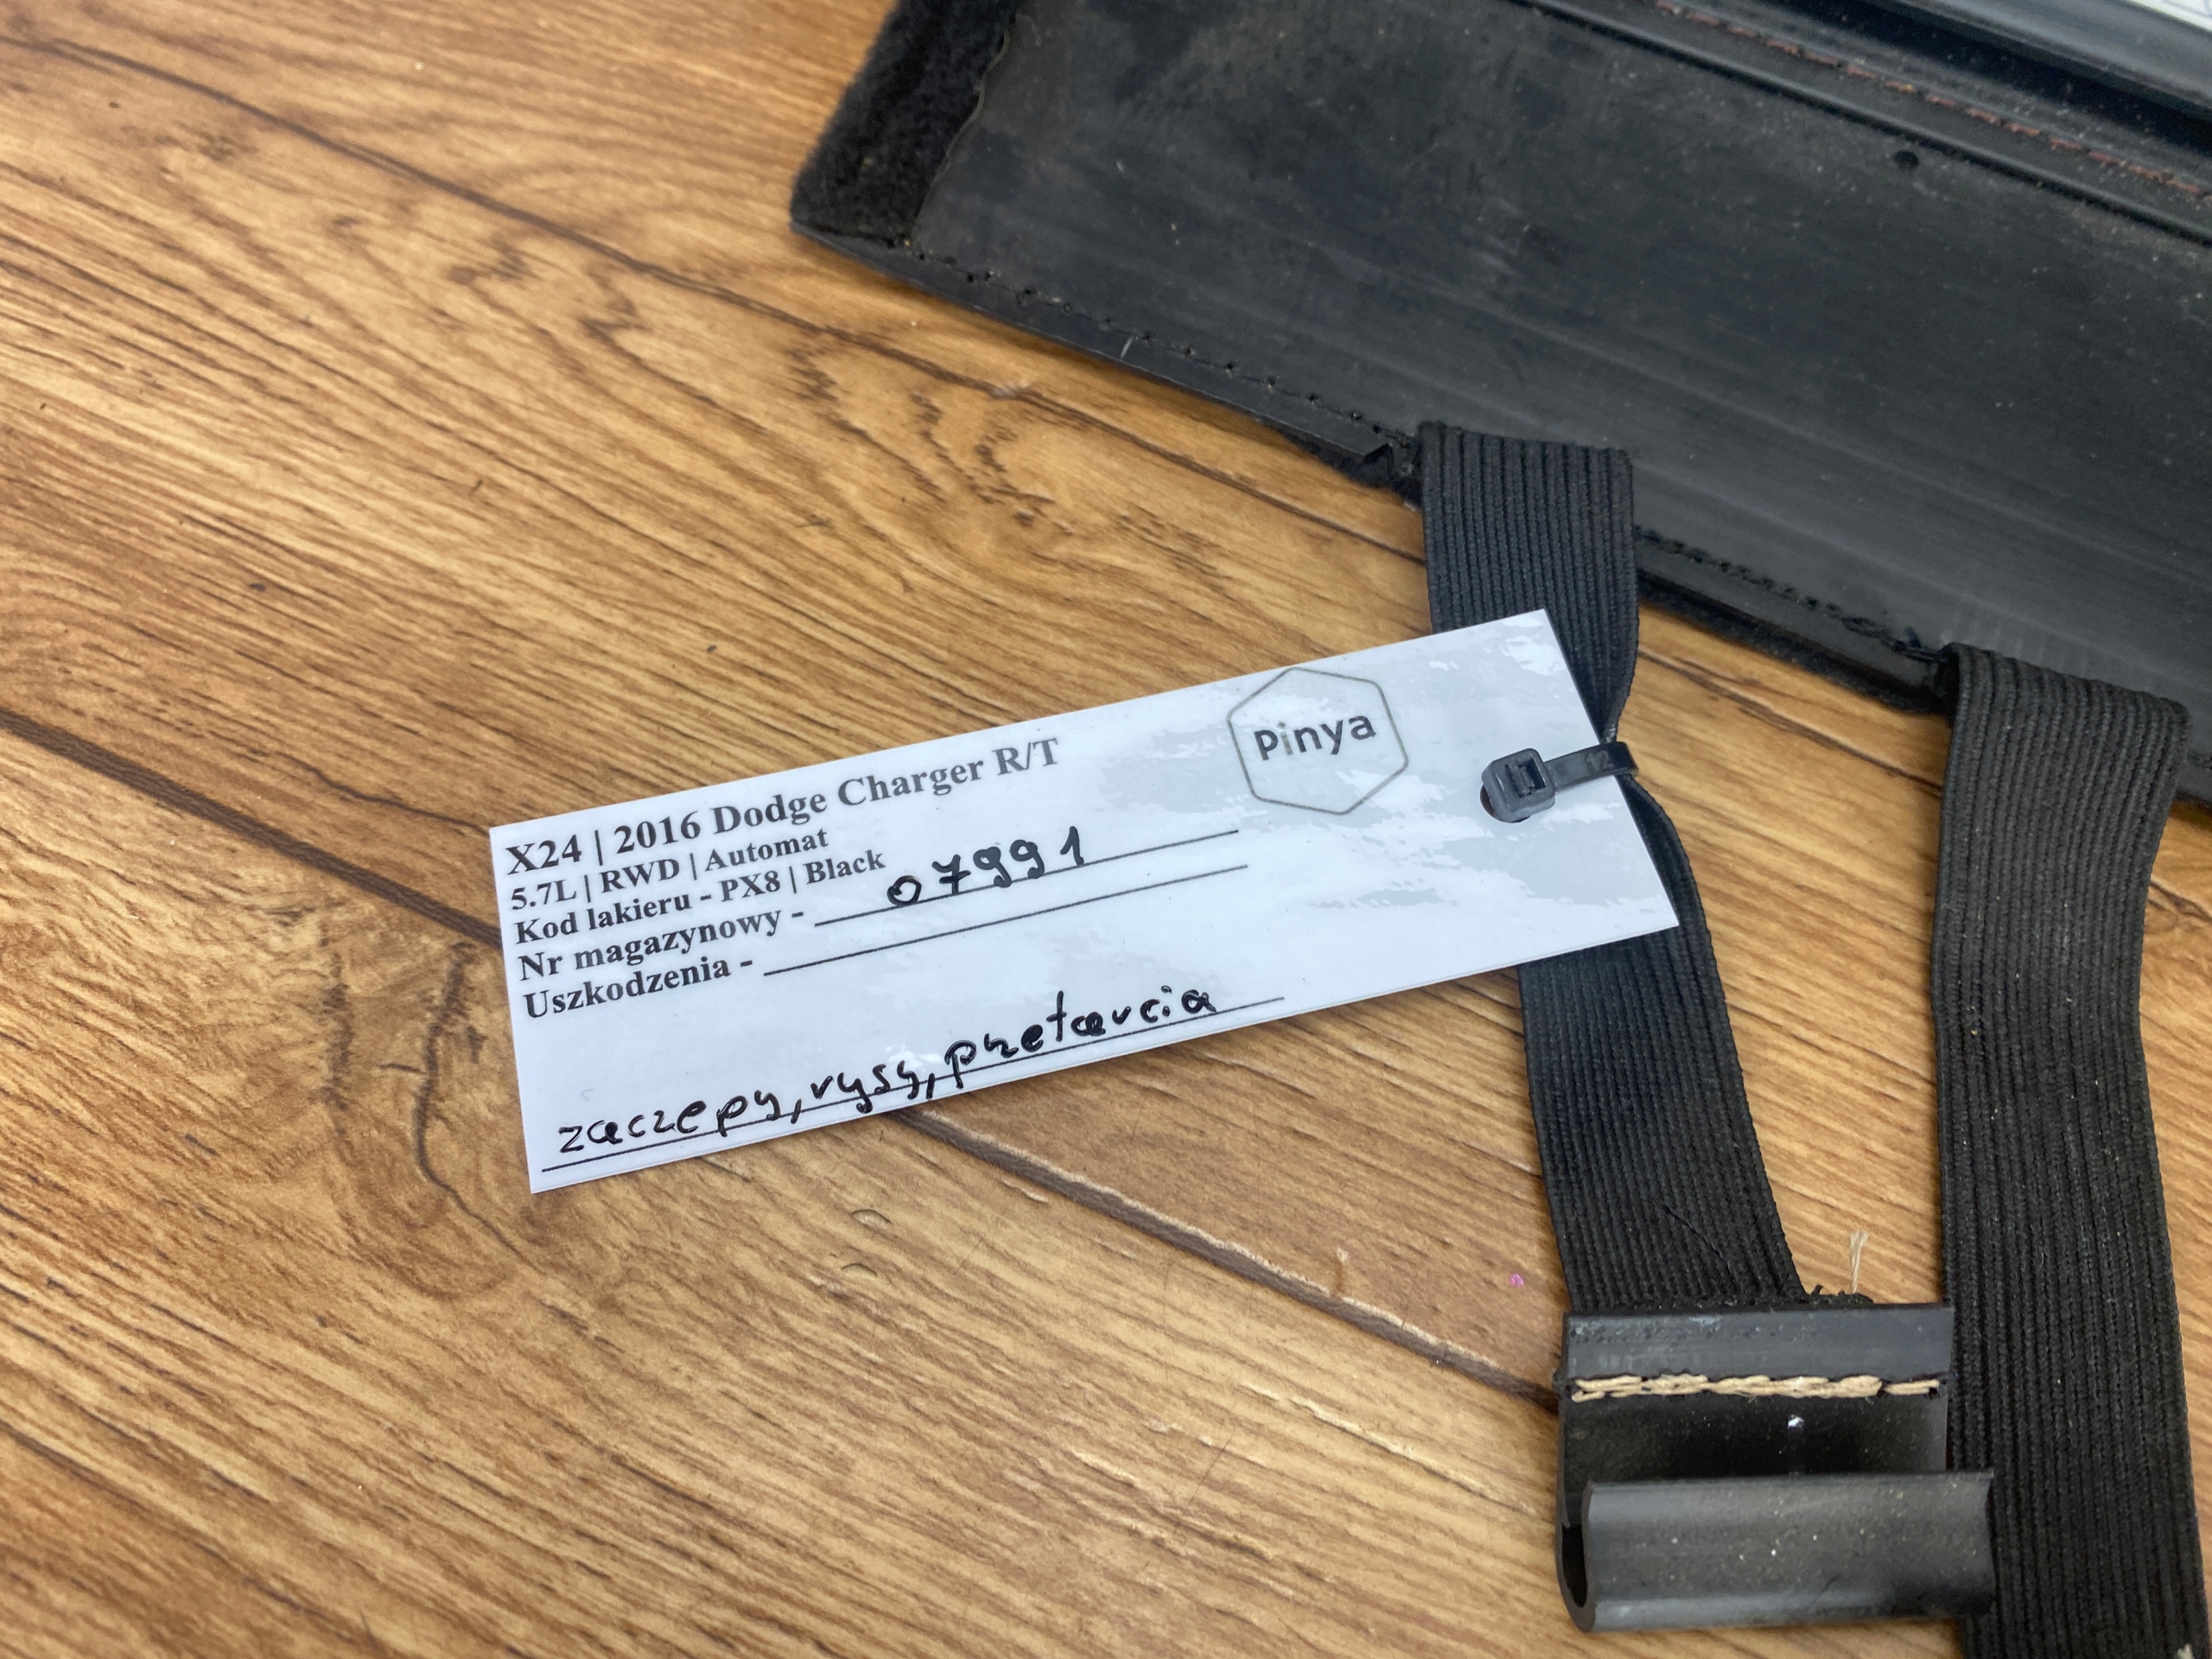 X24 | 2016 Dodge Charger R/T
5.7L | RWD | Automat
Kod lakieru - PX8 | Black
Nr magazynowy - 07991
Uszkodzenia -
zaczepy, rysy, przetarcia
Pinya